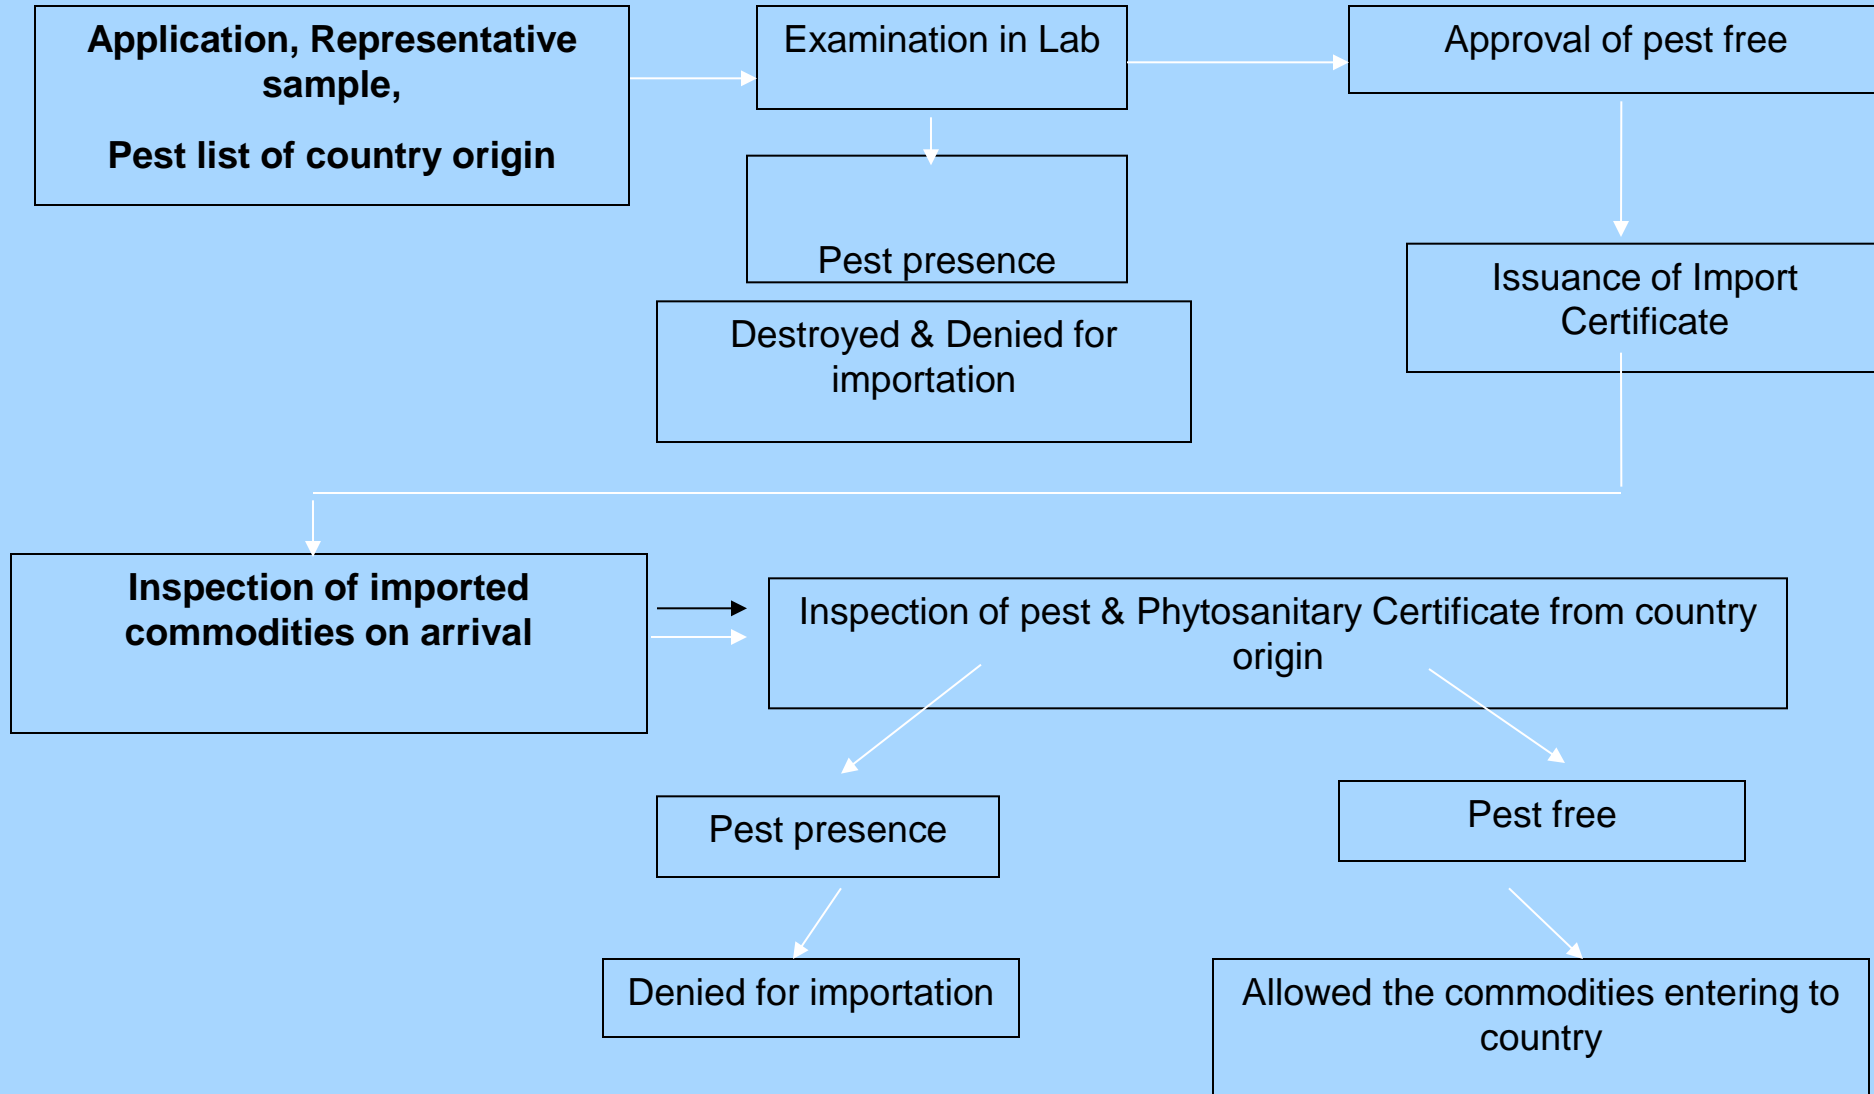 Application, Representative
sample,
Pest list of country origin
Examination in Lab
Approval of pest free
Pest presence
Destroyed & Denied for
importation
Issuance of Import
Certificate
Inspection of imported
commodities on arrival
Inspection of pest & Phytosanitary Certificate from country
origin
Pest presence
Pest free
Denied for importation
Allowed the commodities entering to
country